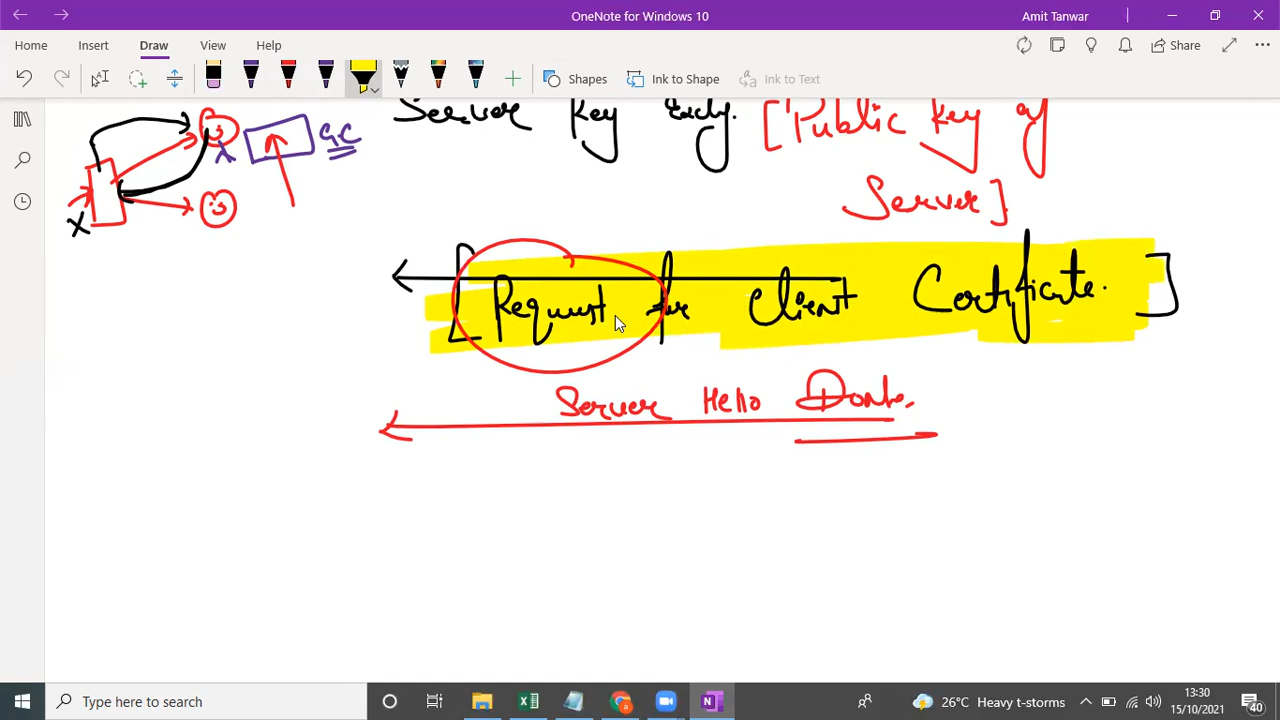 OneNote for Windows 10
Amit Tanwar
Home Insert Draw View Help
Share
Shapes Ink to Shape Ink to Text
Server Key Exchg. [Public Key of
Server].
G.C
X
[Request for Client Certificate.]
Server Hello Done.
Type here to search
26°C Heavy t-storms
13:30
15/10/2021
40